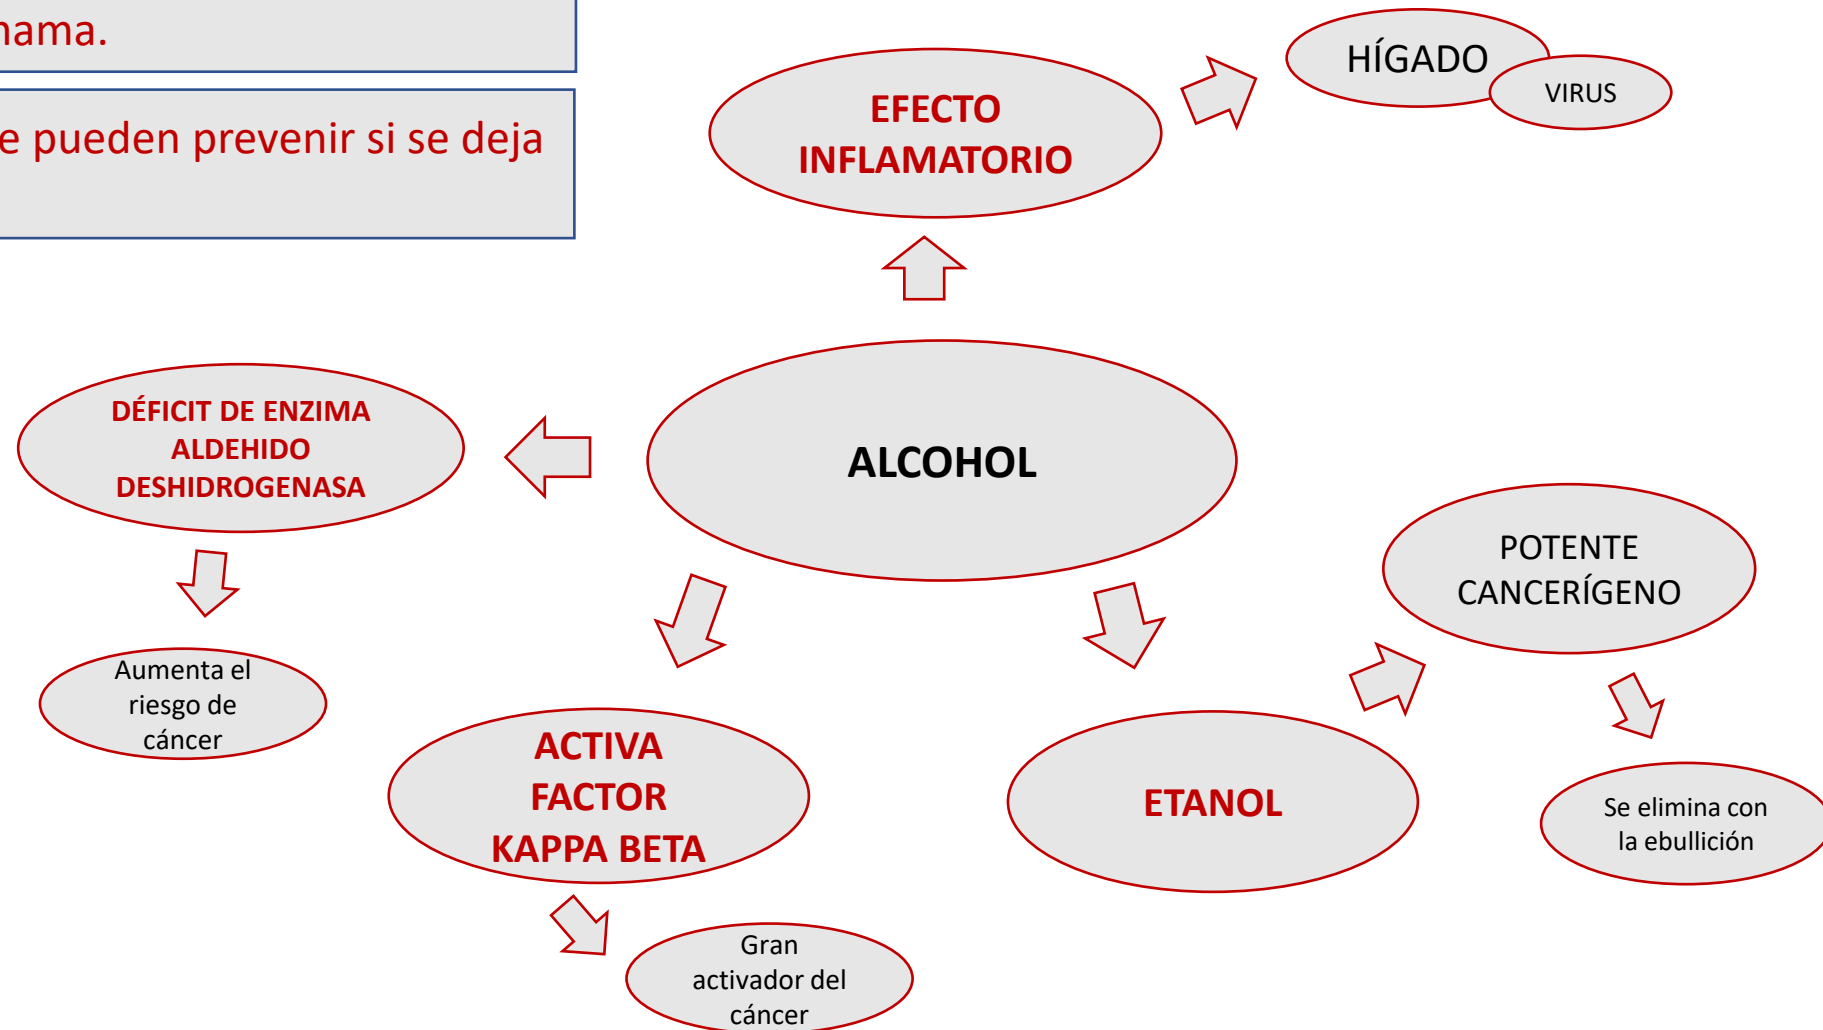 mama.
e pueden prevenir si se deja
EFECTO
INFLAMATORIO
HÍGADO
VIRUS
DÉFICIT DE ENZIMA
ALDEHIDO
DESHIDROGENASA
ALCOHOL
POTENTE
CANCERÍGENO
Aumenta el
riesgo de
cáncer
ACTIVA
FACTOR
KAPPA BETA
ETANOL
Se elimina con
la ebullición
Gran
activador del
cáncer